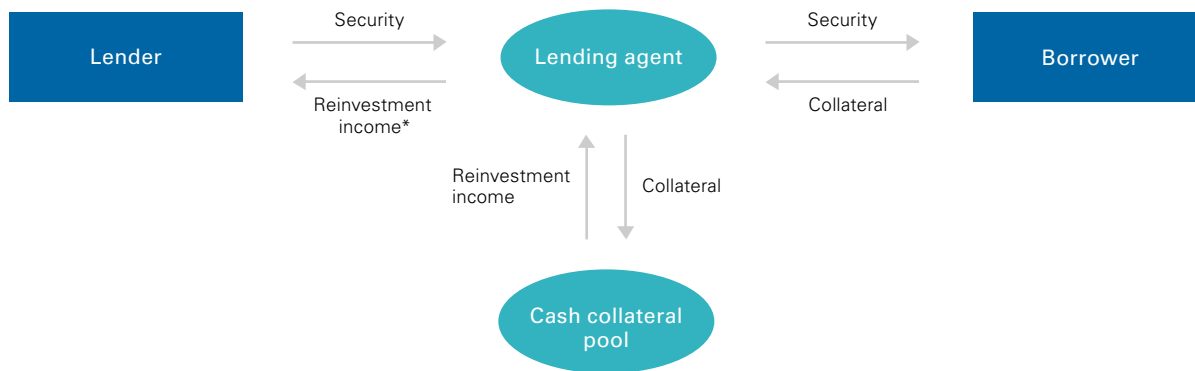 Security
Security
Lender
Lending agent
Borrower
Reinvestment
income*
Collateral
Reinvestment
income
Collateral
Cash collateral
pool